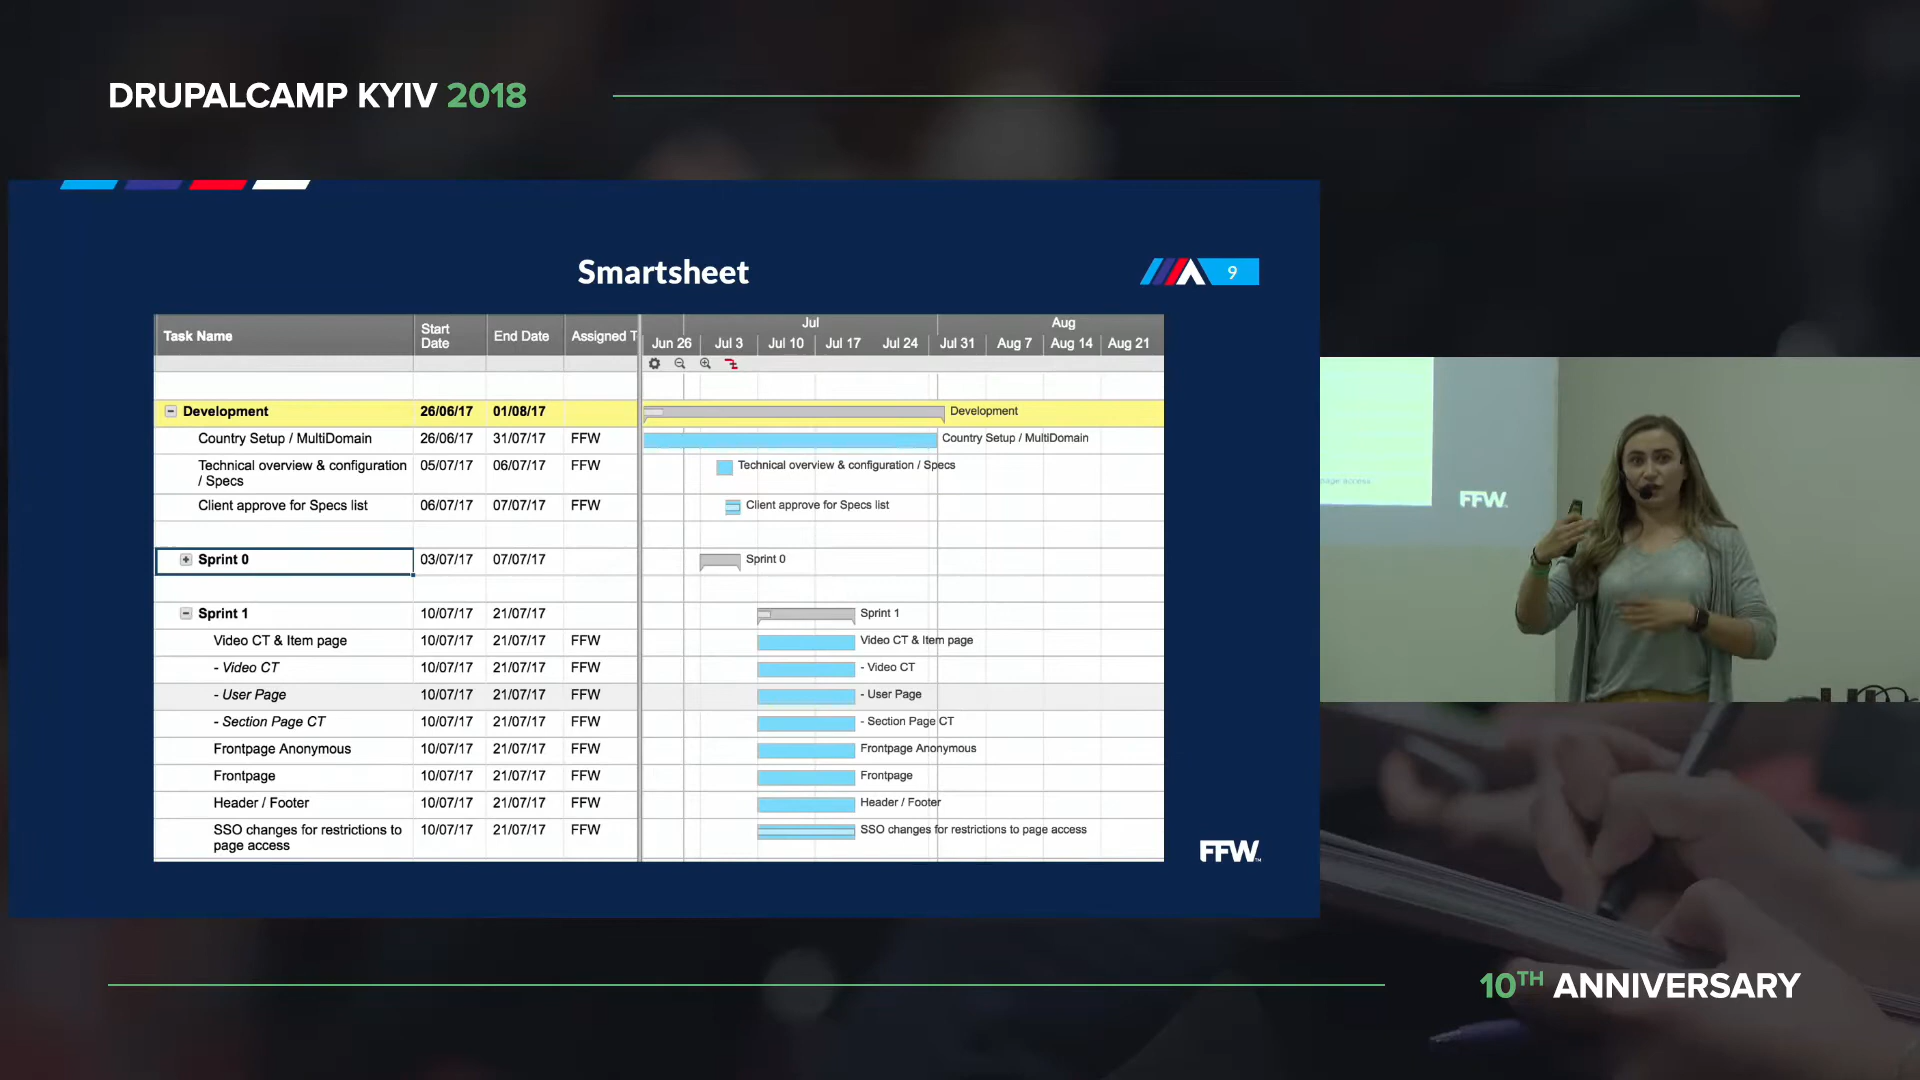 DRUPALCAMP KYIV 2018
Smartsheet
9
Task Name Start Date End Date Assigned T
Jul Aug
Jun 26 Jul 3 Jul 10 Jul 17 Jul 24 Jul 31 Aug 7 Aug 14 Aug 21
Development 26/06/17 01/08/17 Development
Country Setup / MultiDomain 26/06/17 31/07/17 FFW Country Setup / MultiDomain
Technical overview & configuration 05/07/17 06/07/17 FFW Technical overview & configuration / Specs
/ Specs
Client approve for Specs list 06/07/17 07/07/17 FFW Client approve for Specs list
Sprint 0 03/07/17 07/07/17 Sprint 0
Sprint 1 10/07/17 21/07/17 Sprint 1
Video CT & Item page 10/07/17 21/07/17 FFW Video CT & Item page
- Video CT 10/07/17 21/07/17 FFW - Video CT
- User Page 10/07/17 21/07/17 FFW - User Page
- Section Page CT 10/07/17 21/07/17 FFW - Section Page CT
Frontpage Anonymous 10/07/17 21/07/17 FFW Frontpage Anonymous
Frontpage 10/07/17 21/07/17 FFW Frontpage
Header / Footer 10/07/17 21/07/17 FFW Header / Footer
SSO changes for restrictions to 10/07/17 21/07/17 FFW SSO changes for restrictions to page access
page access
FFW
page access
FFW
10TH ANNIVERSARY